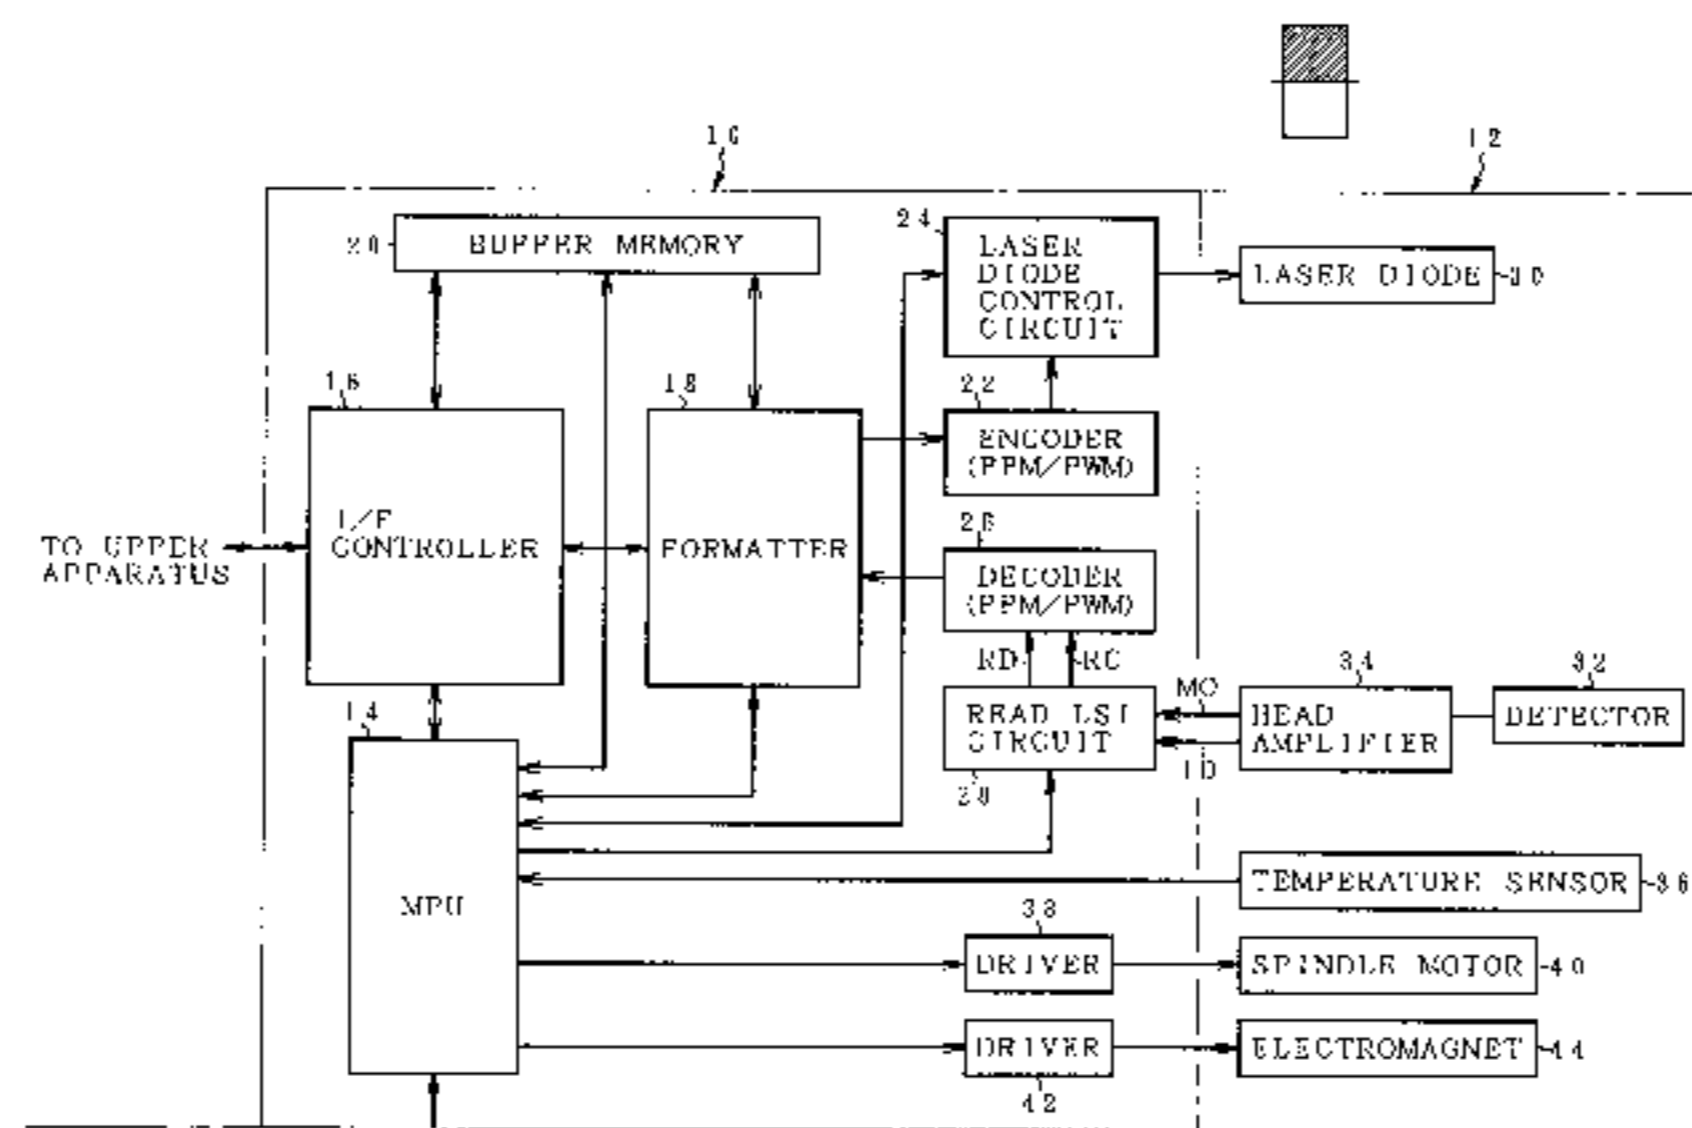 10
12
20
BUFFER MEMORY
24
LASER
DIODE
CONTROL
CIRCUIT
LASER DIODE
30
16
18
22
ENCODER
(PPM/PWM)
TO UPPER
APPARATUS
I/F
CONTROLLER
FORMATTER
26
DECODER
(PPM/PWM)
RD
RC
34
32
MO
ID
READ LSI
CIRCUIT
28
HEAD
AMPLIFIER
DETECTOR
14
MPU
TEMPERATURE SENSOR
36
38
DRIVER
SPINDLE MOTOR
40
DRIVER
42
ELECTROMAGNET
44